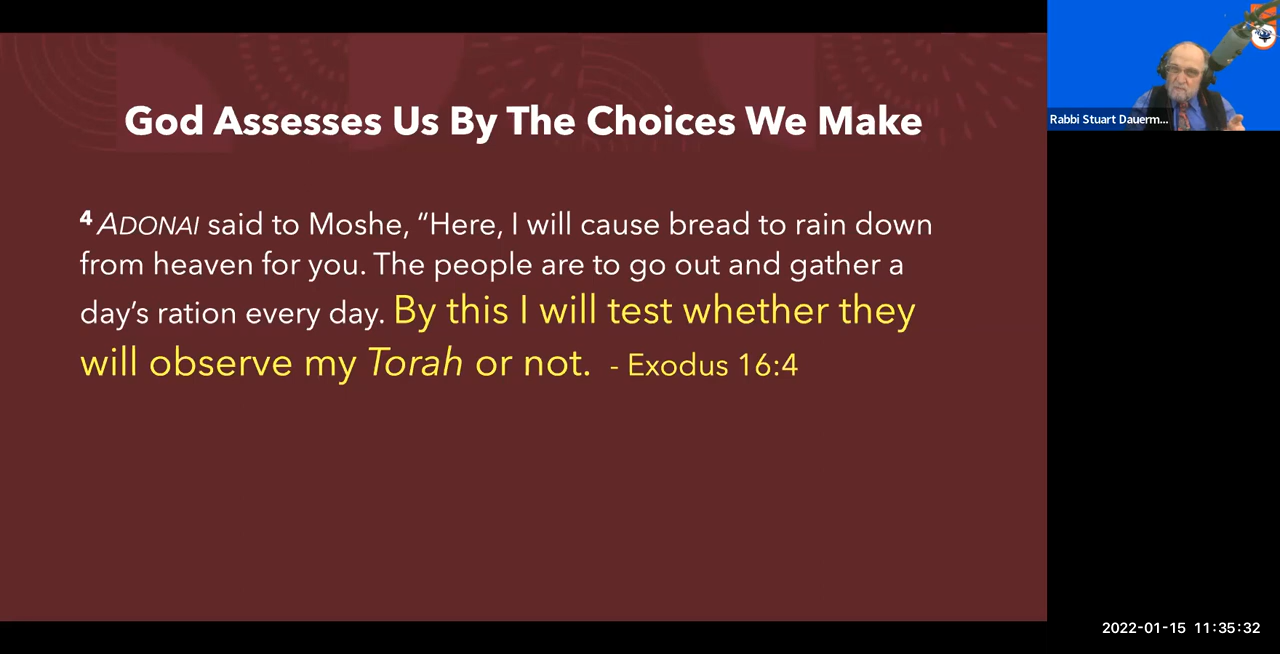 God Assesses Us By The Choices We Make
4 ADONAI said to Moshe, “Here, I will cause bread to rain down
from heaven for you. The people are to go out and gather a
day’s ration every day. By this I will test whether they
will observe my Torah or not. - Exodus 16:4
Rabbi Stuart Dauerm...
2022-01-15 11:35:32